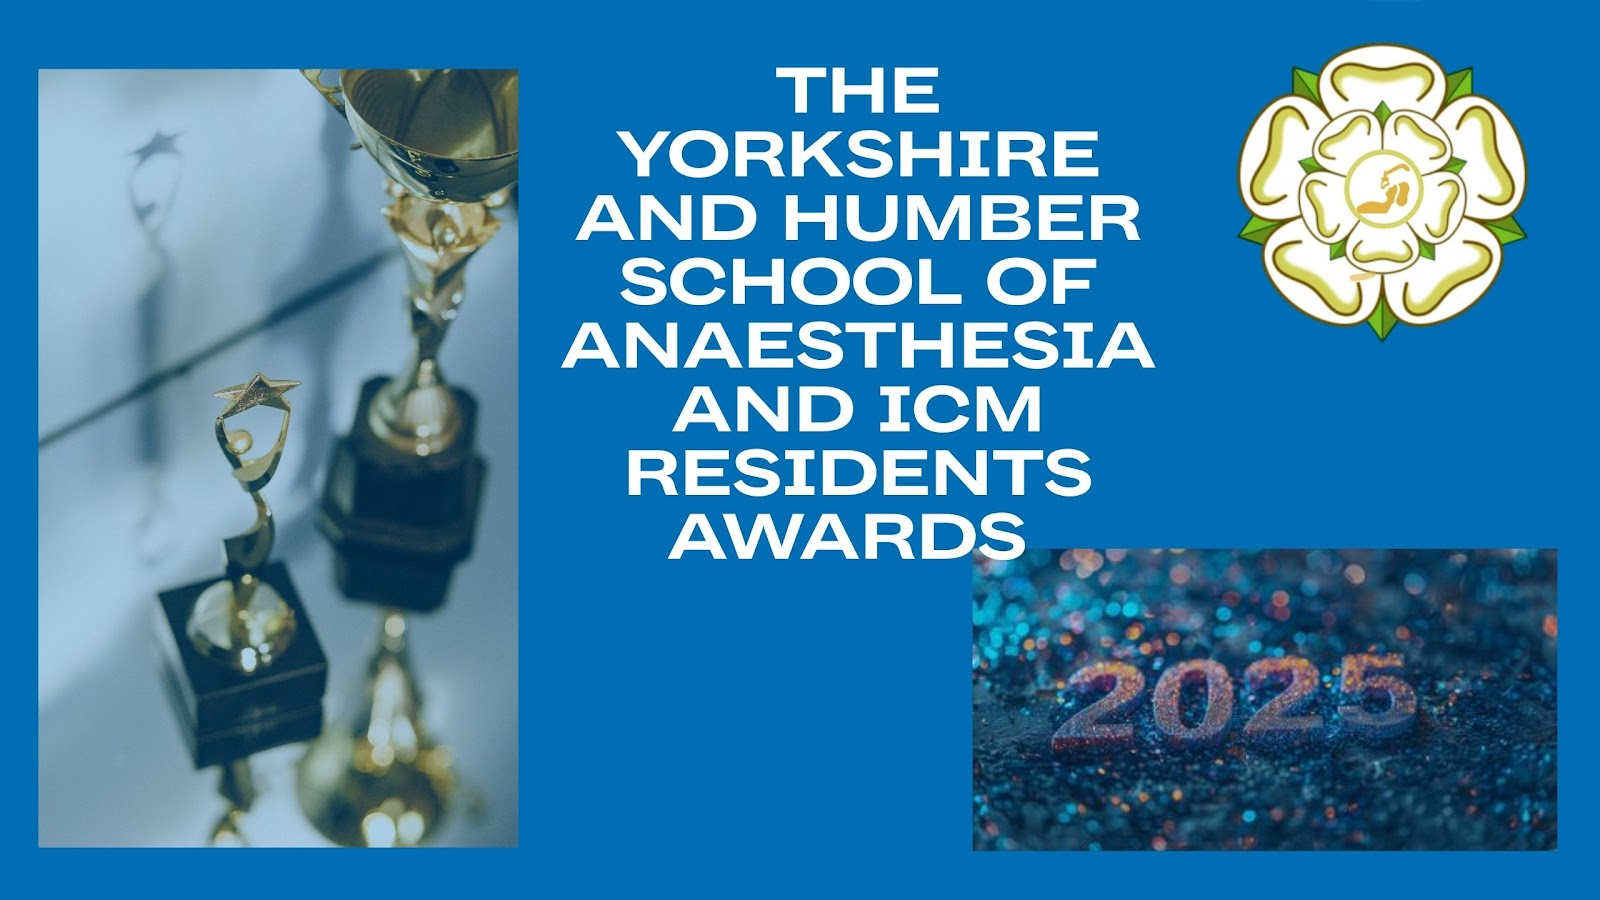 THE
YORKSHIRE
AND HUMBER
SCHOOL OF
ANAESTHESIA
AND ICM
RESIDENTS
AWARDS
2025